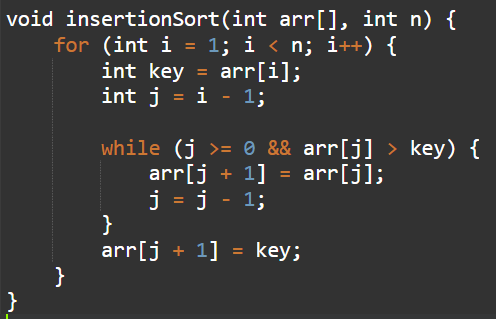 void insertionSort(int arr[], int n) {
    for (int i = 1; i < n; i++) {
        int key = arr[i];
        int j = i - 1;

        while (j >= 0 && arr[j] > key) {
            arr[j + 1] = arr[j];
            j = j - 1;
        }
        arr[j + 1] = key;
    }
}